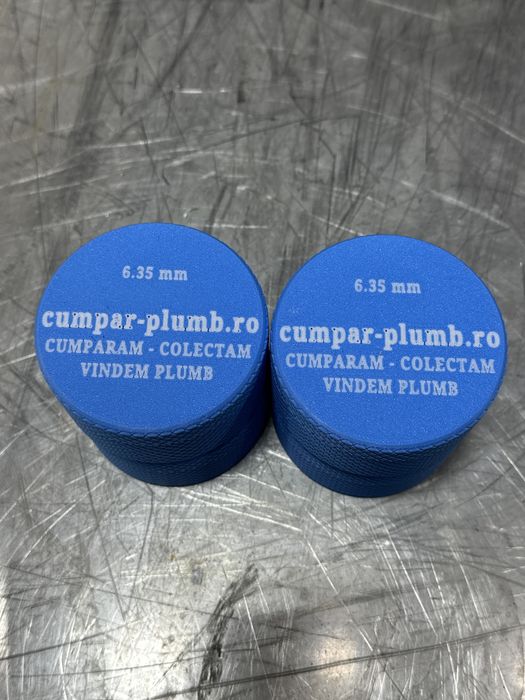 6.35 mm
cumpar-plumb.ro
CUMPARAM - COLECTAM
VINDEM PLUMB
6.35 mm
cumpar-plumb.ro
CUMPARAM - COLECTAM
VINDEM PLUMB